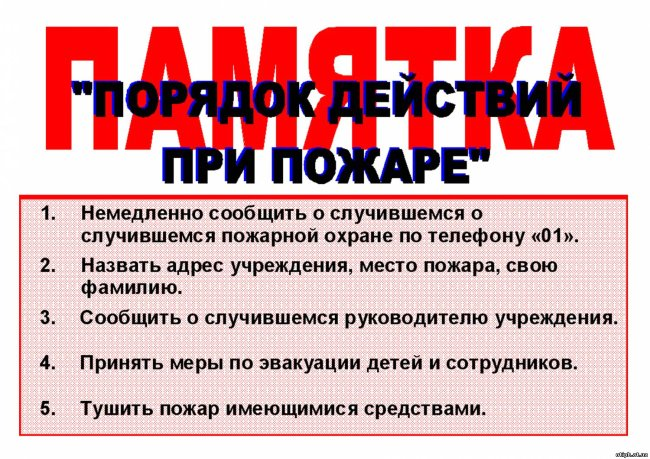 ПАМЯТКА
"ПОРЯДОК ДЕЙСТВИЙ
ПРИ ПОЖАРЕ"
1. Немедленно сообщить о случившемся о
случившемся пожарной охране по телефону «01».
2. Назвать адрес учреждения, место пожара, свою
фамилию.
3. Сообщить о случившемся руководителю учреждения.
4. Принять меры по эвакуации детей и сотрудников.
5. Тушить пожар имеющимися средствами.